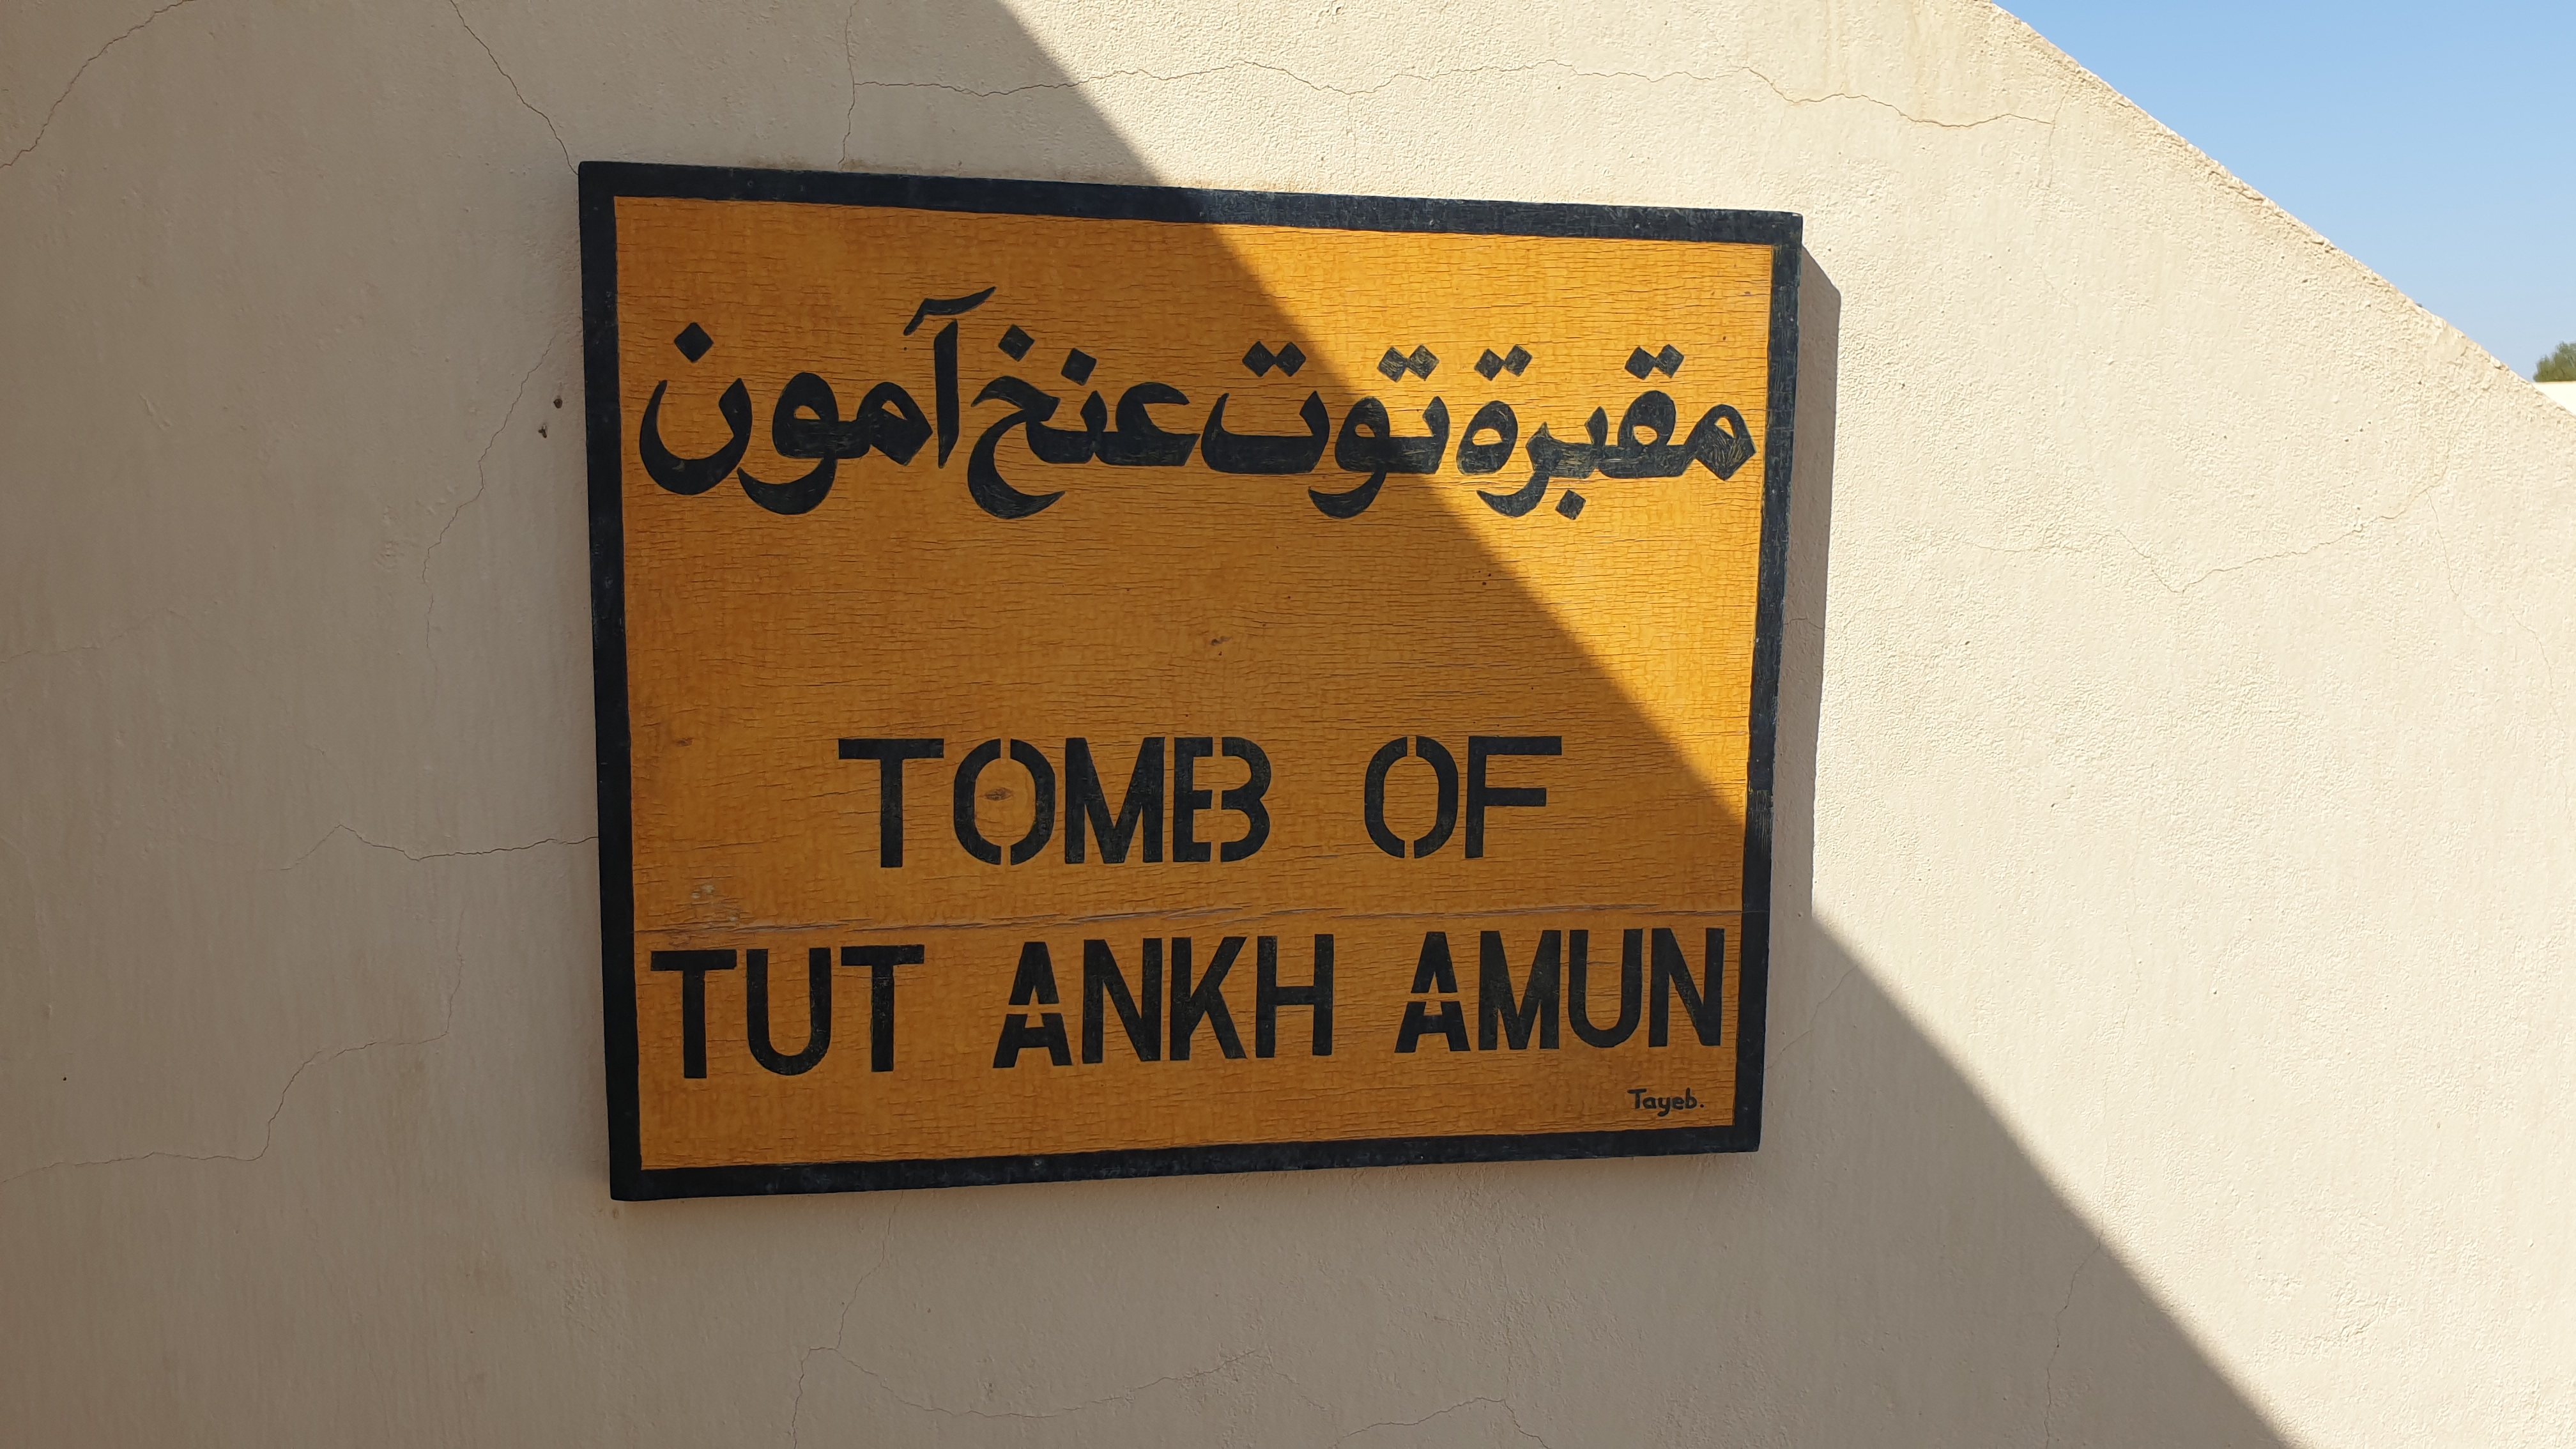 مقبرة توت عنخ آمون
TOMB OF
TUT ANKH AMUN
Tayeb.